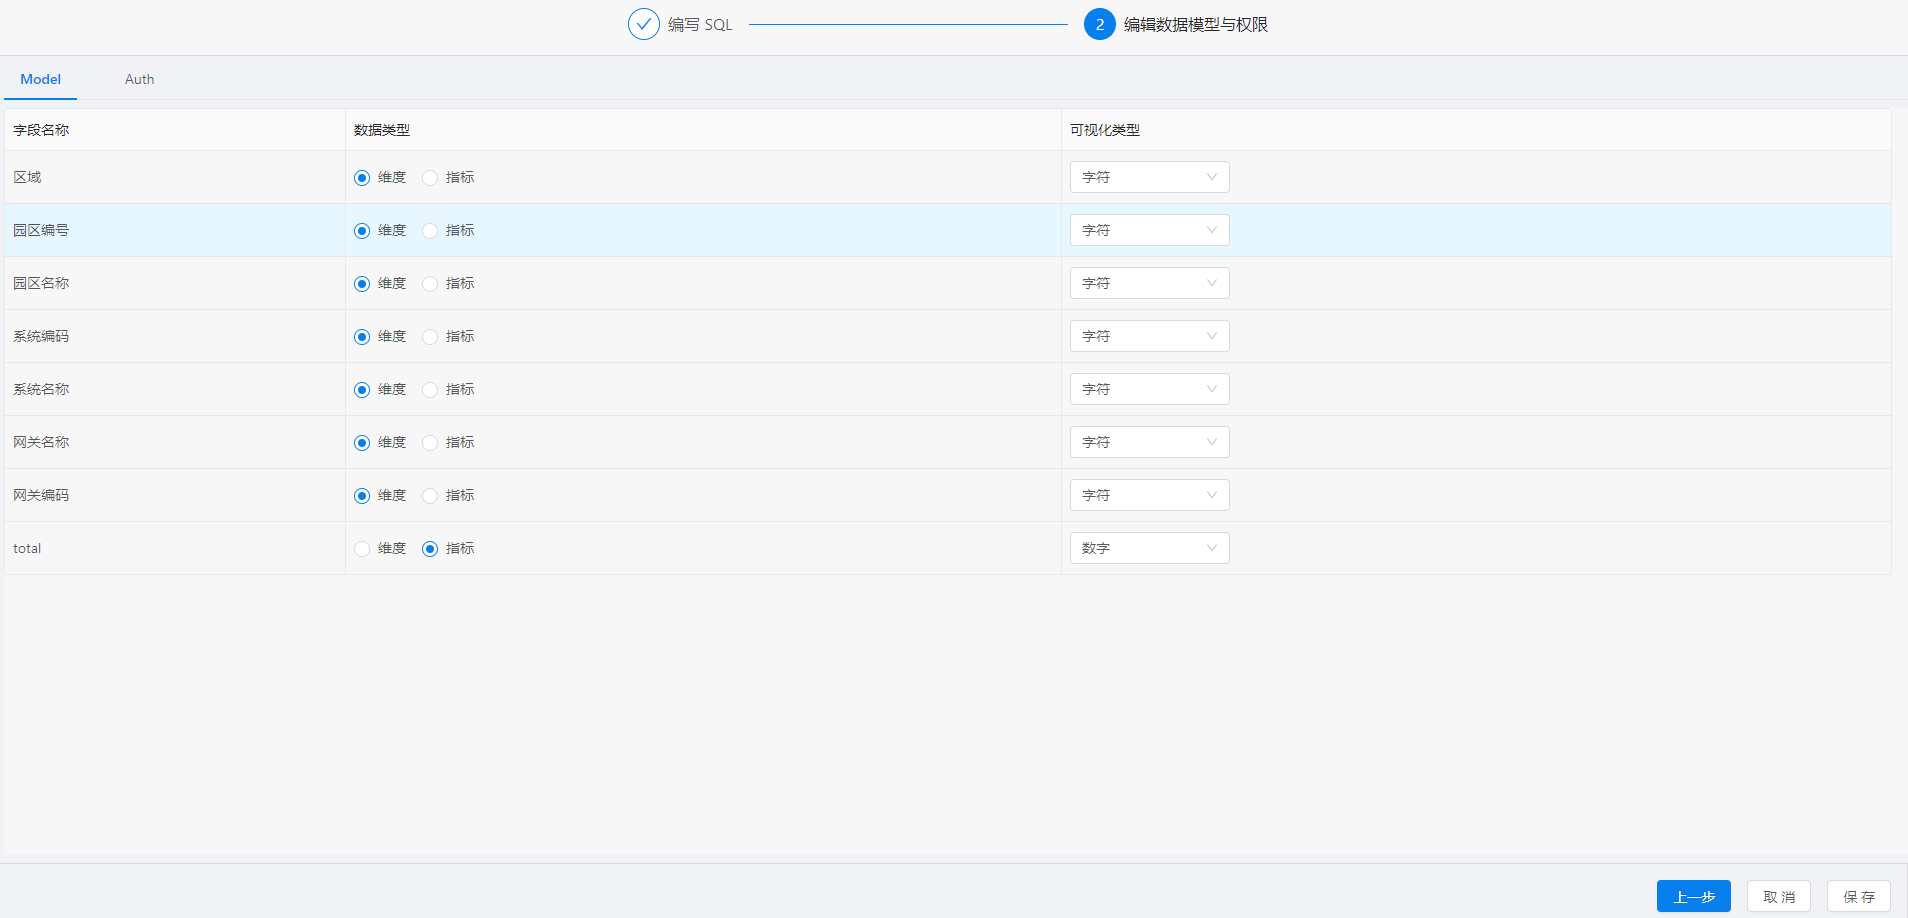 编写 SQL
2 编辑数据模型与权限
Model Auth
字段名称 数据类型 可视化类型
区域 维度 指标 字符
园区编号 维度 指标 字符
园区名称 维度 指标 字符
系统编码 维度 指标 字符
系统名称 维度 指标 字符
网关名称 维度 指标 字符
网关编码 维度 指标 字符
total 维度 指标 数字
上一步 取 消 保 存